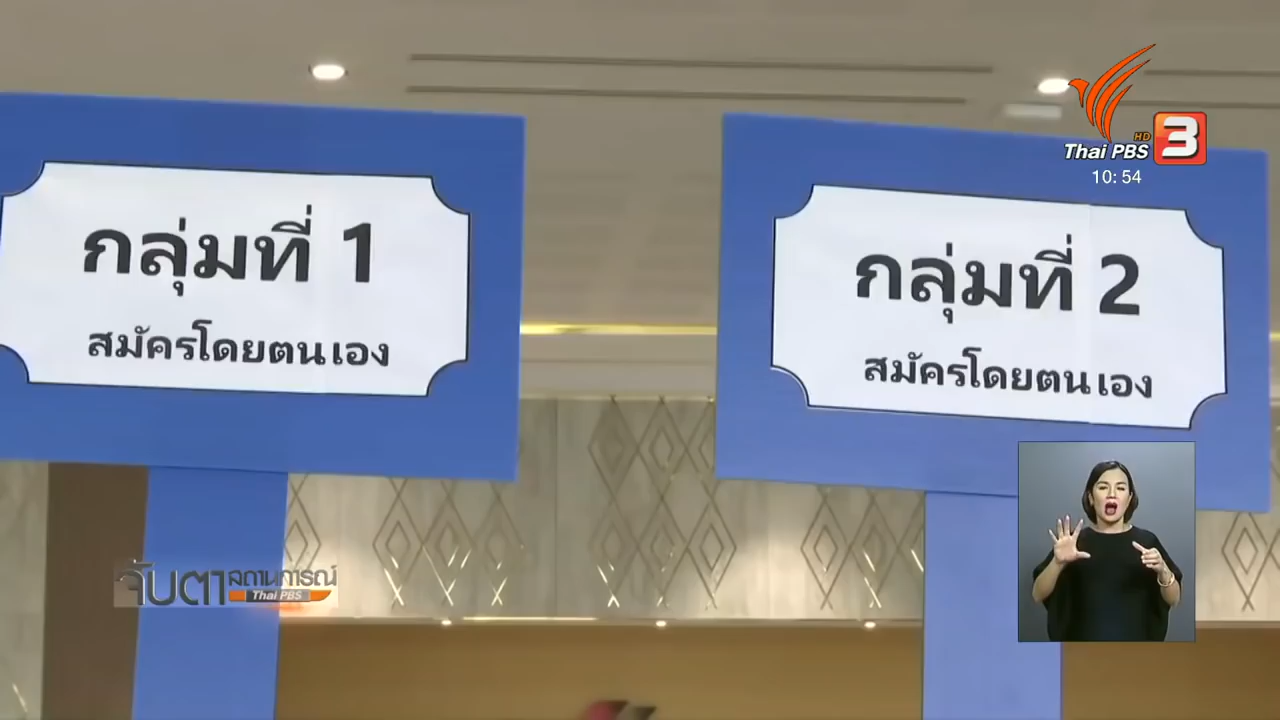 กลุ่มที่ 1
สมัครโดยตนเอง
กลุ่มที่ 2
สมัครโดยตนเอง
HD
Thai PBS 3
10:54
จับตา
สถานการณ์
Thai PBS